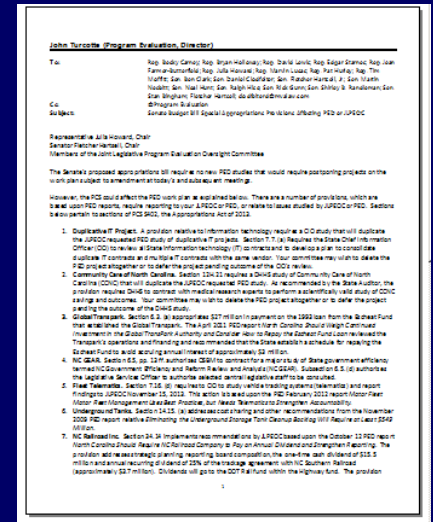 John Turcotte (Program Evaluation, Director)
To: Rep. Becky Carney; Rep. Bryan Holloway; Rep. David Lewis; Rep. Edgar Starnes; Rep. Jean
Farmer-Butterfield; Rep. Julia Howard; Rep. Marvin Lucas; Rep. Pat Hurley; Rep. Tim
Moffitt; Sen. Ben Clark; Sen. Daniel Clodfelter; Sen. Fletcher Hartsell, Jr.; Sen. Martin
Nesbitt; Sen. Neal Hunt; Sen. Ralph Hise; Sen. Rick Gunn; Sen. Shirley B. Randleman; Sen.
Stan Bingham; Fletcher Hartsell;
Cc: @Program Evaluation
Subject: Senate Budget Bill Special Appropriations Provisions Affecting PED or JLPEOC
Representative Julia Howard, Chair
Senator Fletcher Hartsell, Chair
Members of the Joint Legislative Program Evaluation Oversight Committee
The Senate's proposed appropriations bill requires no new PED studies that would require postponing projects on the
work plan subject to amendment at today's and subsequent meetings.
However, the PCS could affect the PED work plan as explained below. There are a number of provisions, which are
based upon PED reports, require reporting to your JLPEOC or PED, or relate to issues studied by JLPEOC or PED. Sections
below pertain to sections of PCS S402, the Appropriations Act of 2013.
1. Duplicative IT Project. A provision related to information technology requires a CIO study that will duplicate
the JLPEOC requested PED study of duplicative IT projects. Section 7.7.(a) Requires the State Chief Information
Officer (CIO) to review all State information technology (IT) contracts and to develop a plan to consolidate
duplicate IT contracts and multiple IT contracts with the same vendor. Your committee may wish to delete the
PED project altogether or to defer the project pending outcome of the CIO's review.
2. Community Care of North Carolina. Section 12H.21 requires a DHHS study of Community Care of North
Carolina (CCNC) that will duplicate the JLPEOC requested PED study. As recommended by the State Auditor, the
provision requires DHHS to contract with medical research experts to perform a scientifically valid study of CCNC
savings and outcomes. Your committee may wish to delete the PED project altogether or to defer the project
pending the outcome of the DHHS study.
3. Global Transpark. Section 6.3. (a) appropriates $27 million in payment on the 1993 loan from the Escheat Fund
that established the Global Transpark. The April 2011 PED report North Carolina Should Weigh Continued
Investment in the Global TransPark Authority and Consider How to Repay the Escheat Fund Loan reviewed the
Transpark's operations and financing and recommended that the State establish a schedule for repaying the
Escheat Fund to avoid accruing annual interest of approximately $3 million.
4. NC GEAR. Section 6.5, pp. 13 ff. authorizes OSBM to contract for a major study of State government efficiency
termed NC Government Efficiency and Reform Review and Analytics (NC GEAR). Subsection 6.5. (d) authorizes
the Legislative Services Officer to authorize selected central legislative staff to be consulted.
5. Fleet Telematics. Section 7.16. (e) requires to OIO to study vehicle tracking systems (telematics) and report
findings to JLPEOC November 15, 2013. This action is based upon the PED February 2012 report Motor Fleet
Motor Fleet Management Uses Best Practices, but Needs Telematics to Strengthen Accountability.
6. Underground Tanks. Section 14.15. (a) addresses cost sharing and other recommendations from the November
2009 PED report relative Eliminating the Underground Storage Tank Cleanup Backlog Will Require at Least $549
Million.
7. NC Railroad Inc. Section 34.14 implements recommendations by JLPEOC based upon the October 12 PED report
North Carolina Should Require NC Railroad Company to Pay an Annual Dividend and Strengthen Reporting. The
provision addresses strategic planning, reporting, board composition, the one-time cash dividend of $15.5
million and annual recurring dividend of 25% of the trackage agreement with NC Southern Railroad
(approximately $3.7 million). Dividends will go to the DOT Rail fund within the Highway fund. The provision
1